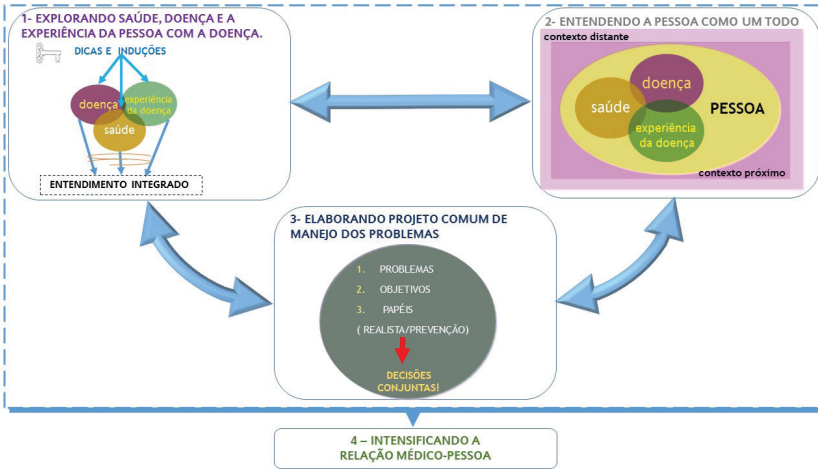 1- EXPLORANDO SAÚDE, DOENÇA E A
EXPERIÊNCIA DA PESSOA COM A DOENÇA.
DICAS E INDUÇÕES
doença
experiência
da doença
saúde
ENTENDIMENTO INTEGRADO
2- ENTENDENDO A PESSOA COMO UM TODO
contexto distante
doença
saúde
PESSOA
experiência
da doença
contexto próximo
3- ELABORANDO PROJETO COMUM DE
MANEJO DOS PROBLEMAS
1. PROBLEMAS
2. OBJETIVOS
3. PAPÉIS
( REALISTA/PREVENÇÃO)
DECISÕES
CONJUNTAS!
4 – INTENSIFICANDO A
RELAÇÃO MÉDICO-PESSOA